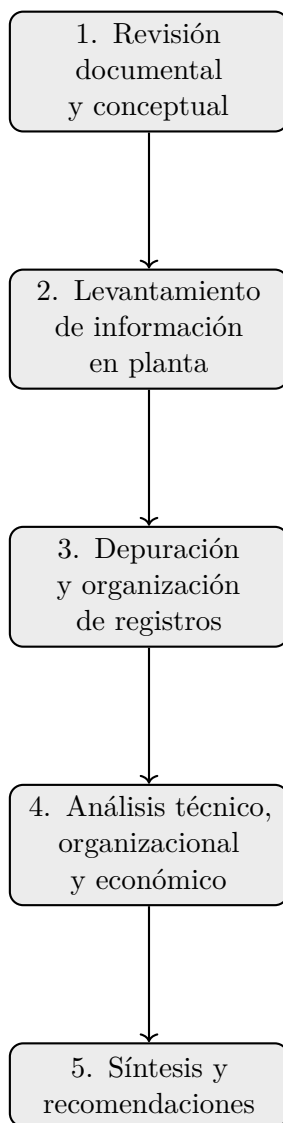 1. Revisión
documental
y conceptual
2. Levantamiento
de información
en planta
3. Depuración
y organización
de registros
4. Análisis técnico,
organizacional
y económico
5. Síntesis y
recomendaciones